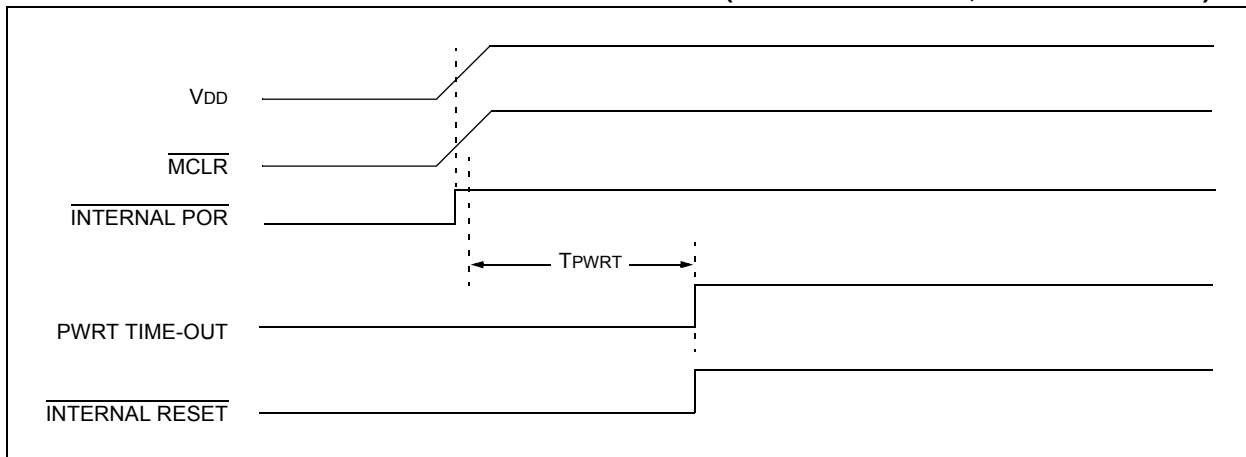 VDD
MCLR
INTERNAL POR
TPWRT
PWRT TIME-OUT
INTERNAL RESET